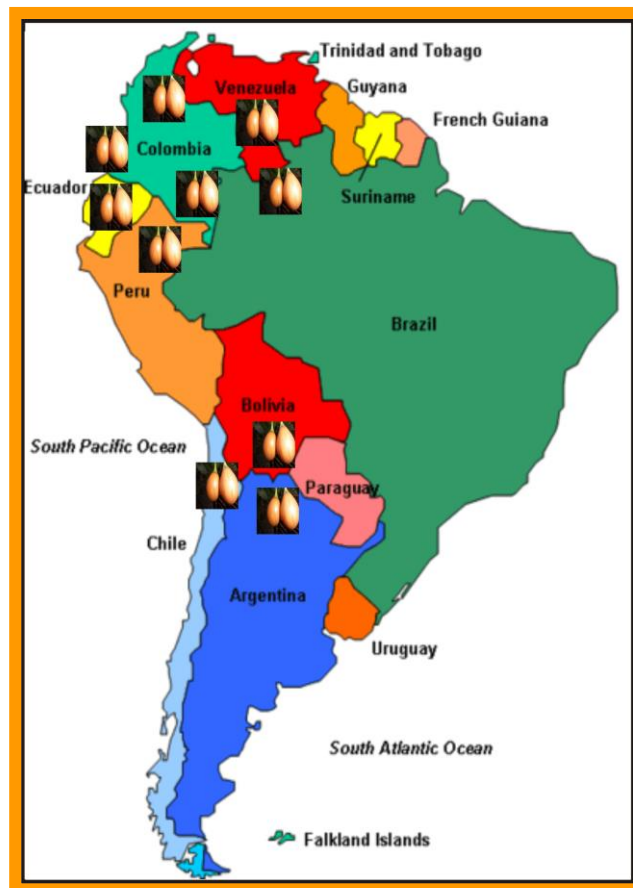 Trinidad and Tobago
Venezuela
Guyana
French Guiana
Colombia
Ecuador
Suriname
Peru
Brazil
Bolivia
South Pacific Ocean
Paraguay
Chile
Argentina
Uruguay
South Atlantic Ocean
Falkland Islands